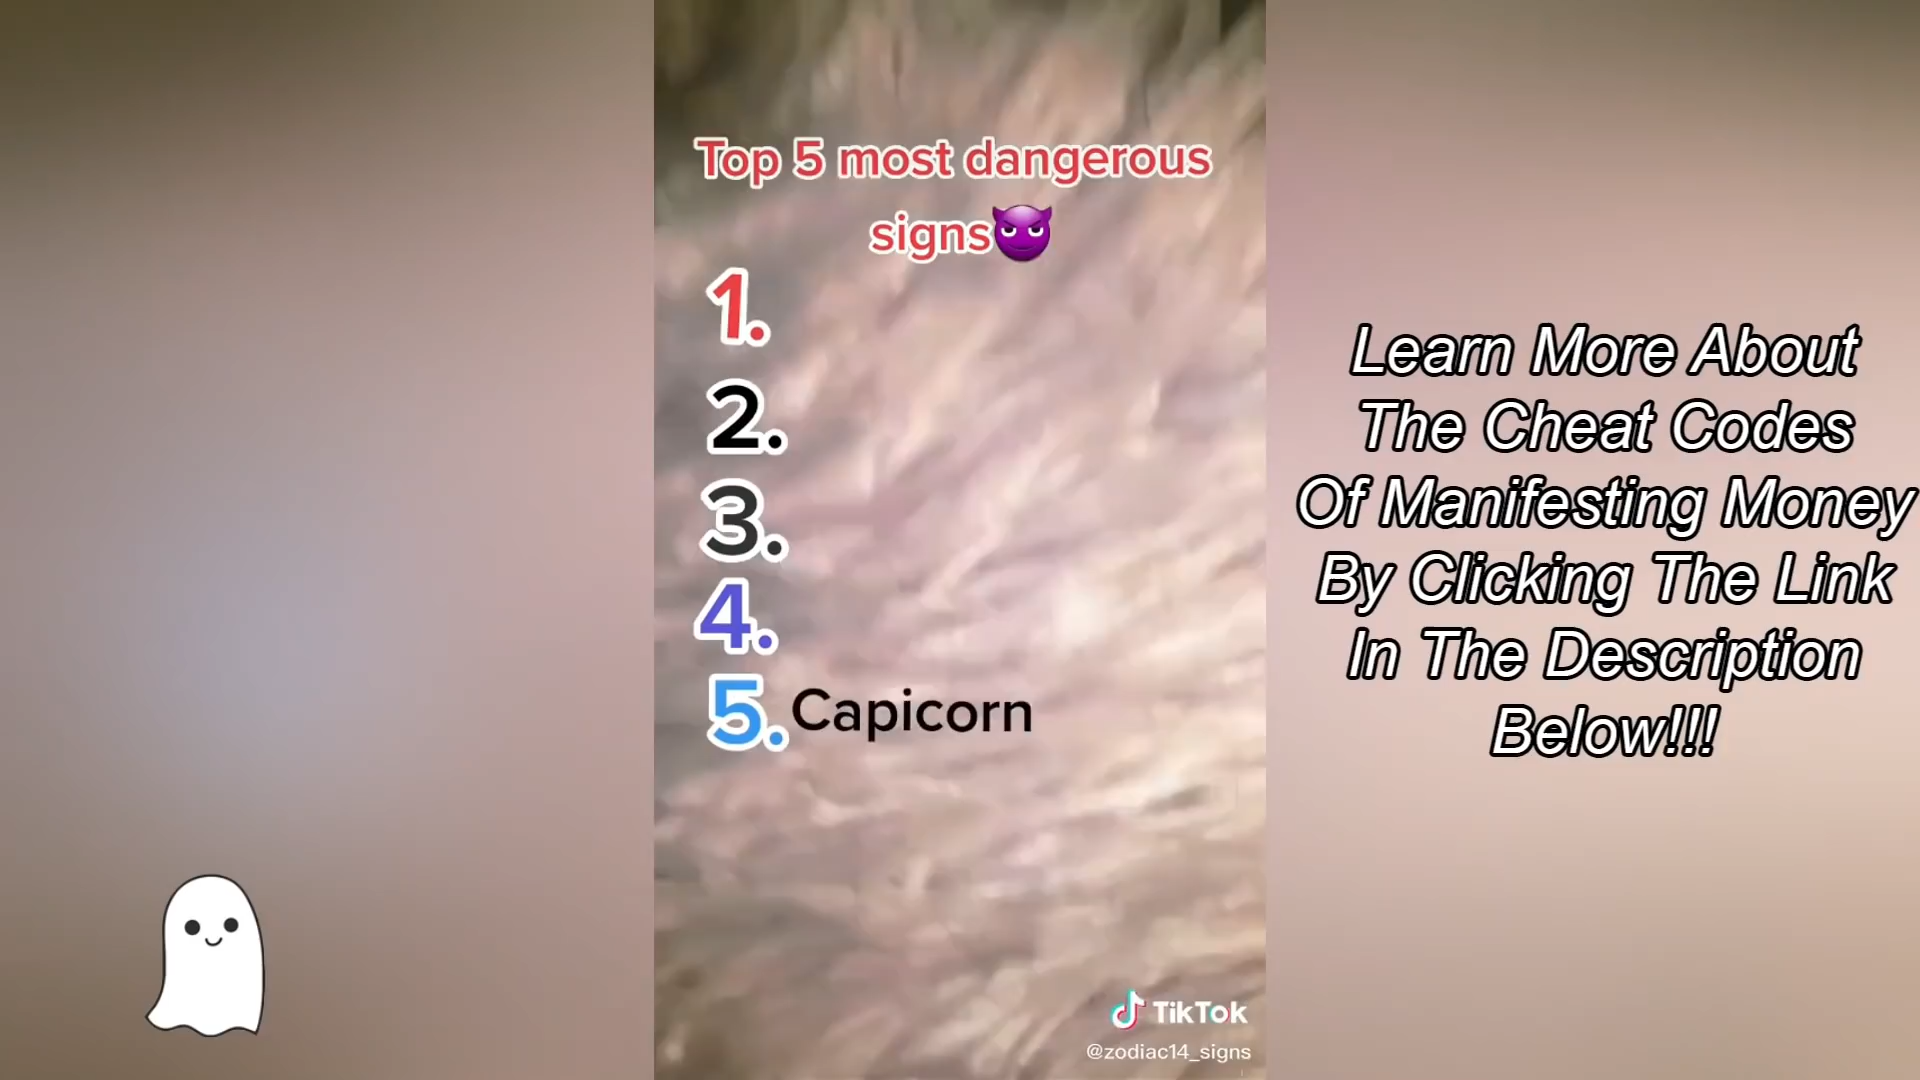 Top 5 most dangerous
signs😈
1.
2.
3.
4.
5. Capicorn
Learn More About
The Cheat Codes
Of Manifesting Money
By Clicking The Link
In The Description
Below!!!
TikTok
@zodiac14_signs